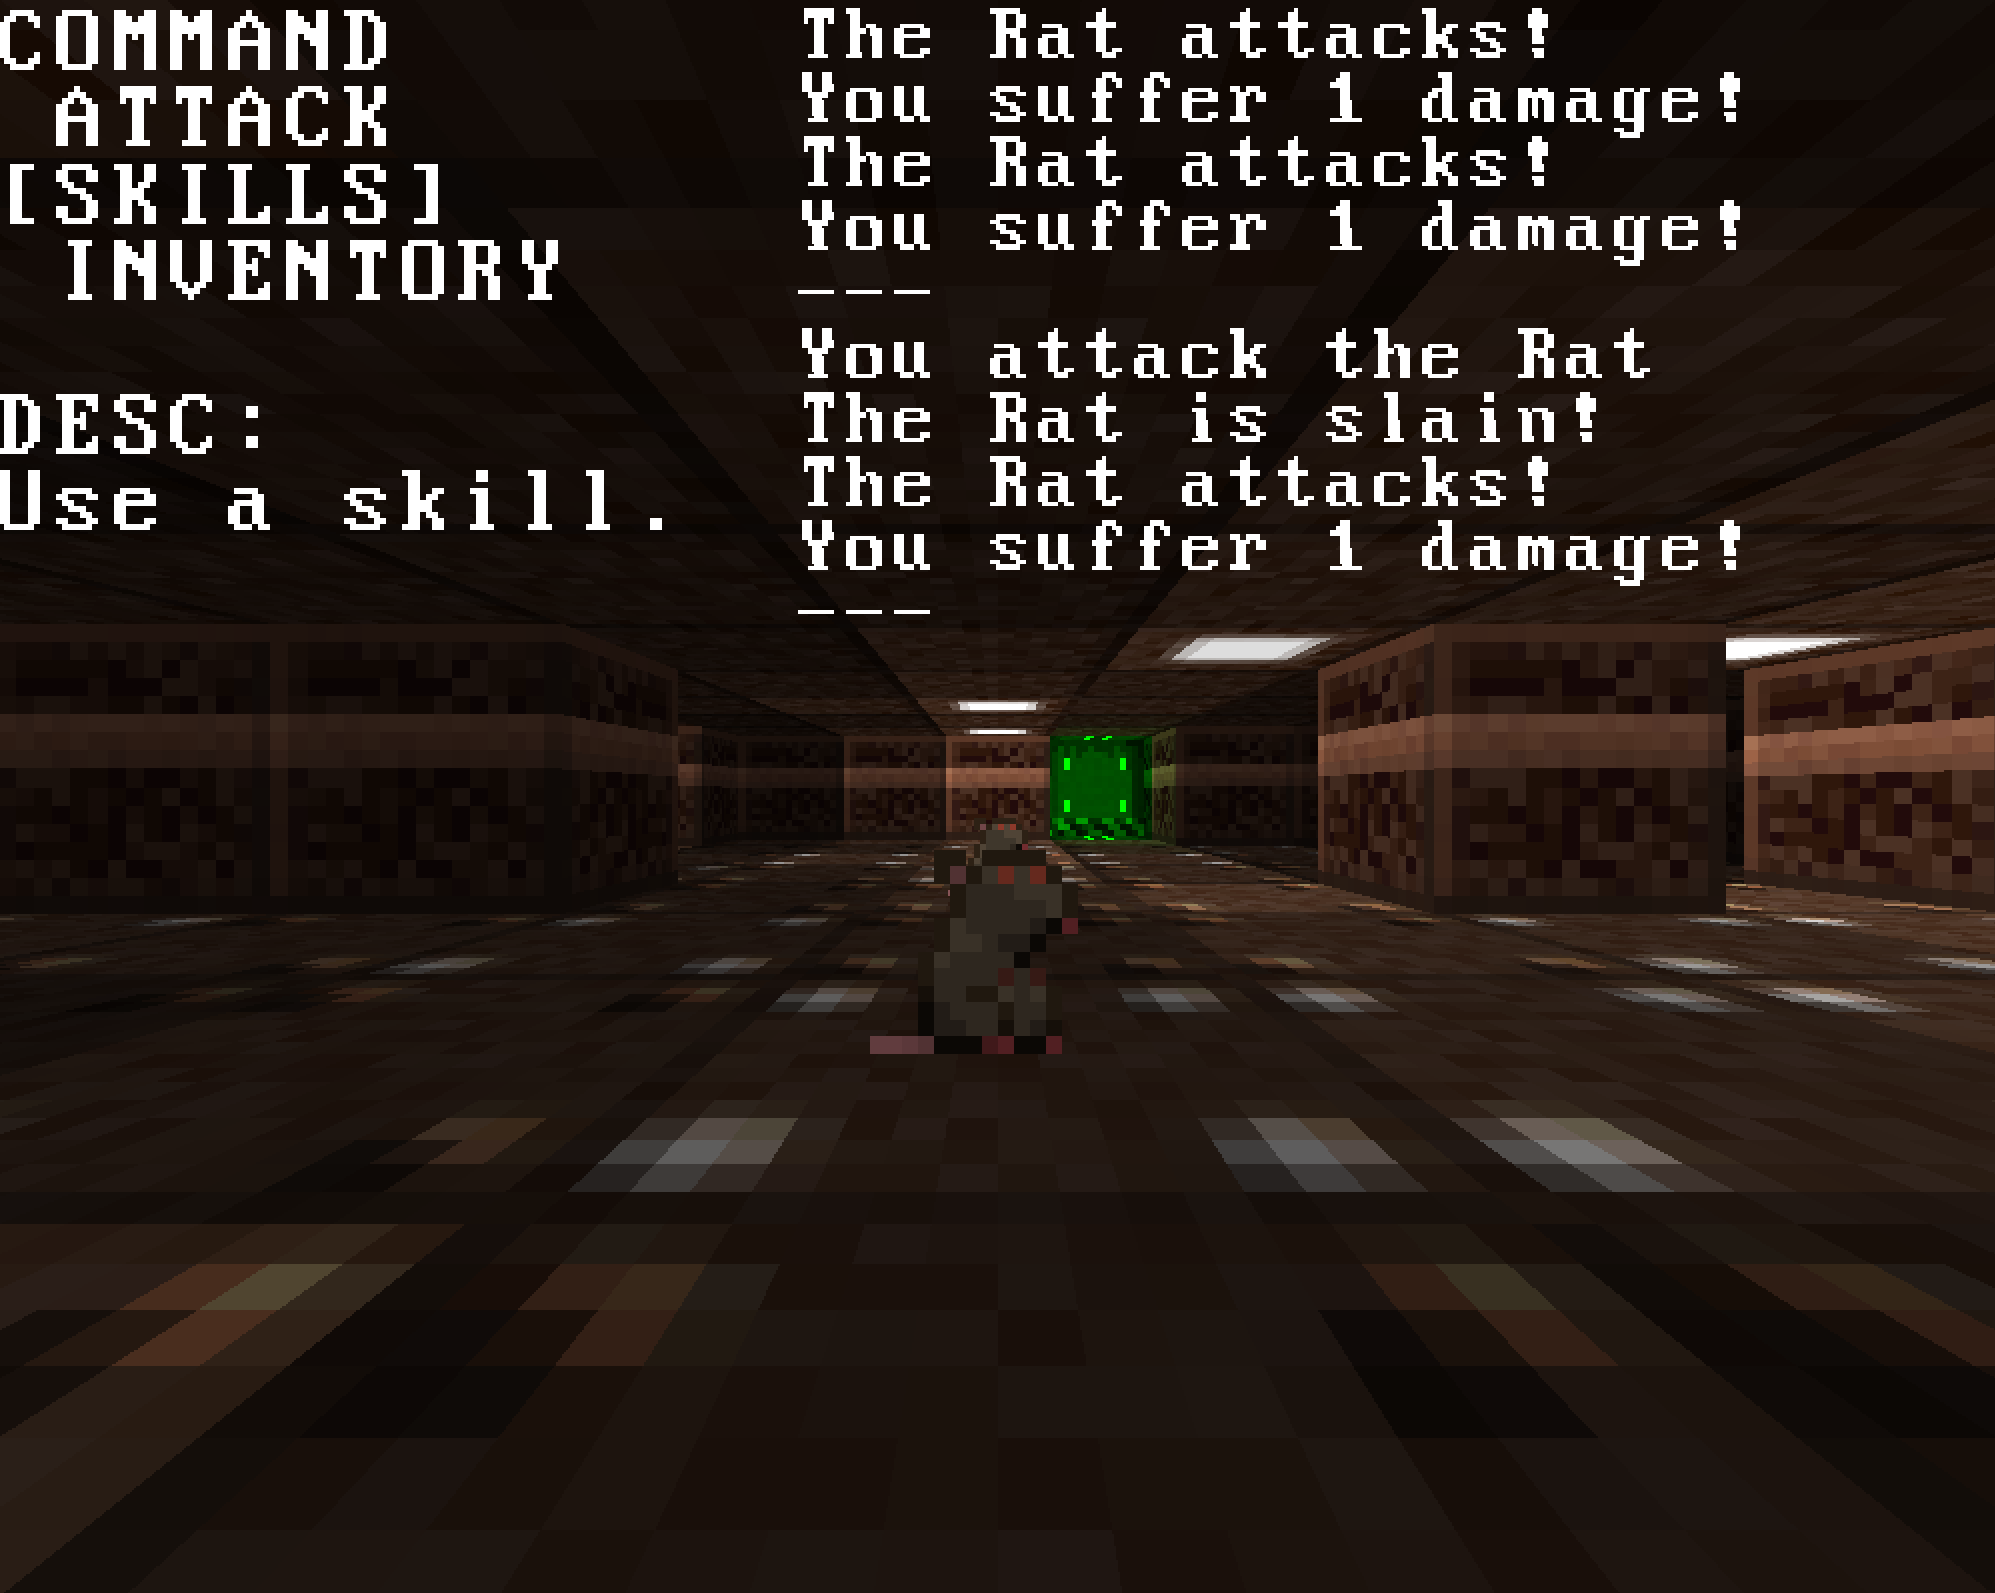 COMMAND
ATTACK
[SKILLS]
INVENTORY
DESC:
Use a skill.
The Rat attacks!
You suffer 1 damage!
The Rat attacks!
You suffer 1 damage!
---
You attack the Rat
The Rat is slain!
The Rat attacks!
You suffer 1 damage!
---